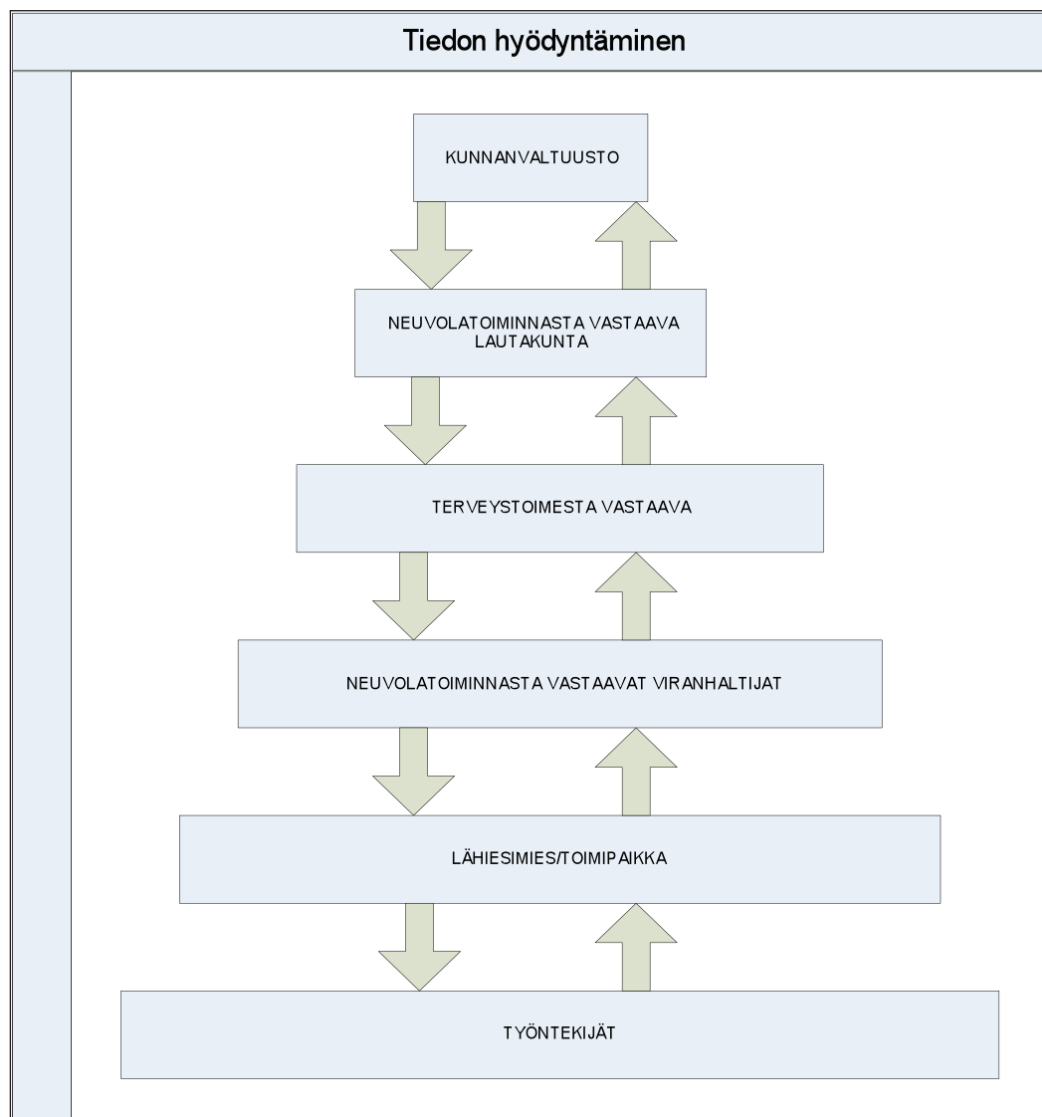 Tiedon hyödyntäminen
KUNNANVALTUUSTO
NEUVOLATOIMINNASTA VASTAAVA
LAUTAKUNTA
TERVEYSTOIMESTA VASTAAVA
NEUVOLATOIMINNASTA VASTAAVAT VIRANHALTIJAT
LÄHIESIMIES/TOIMIPAIKKA
TYÖNTEKIJÄT